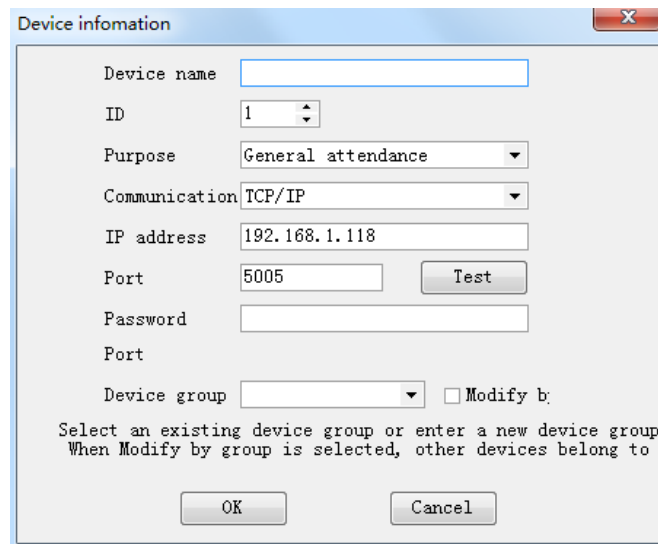 Device infomation
Device name
ID 1
Purpose General attendance
Communication TCP/IP
IP address 192.168.1.118
Port 5005 Test
Password
Port
Device group Modify by
Select an existing device group or enter a new device group
When Modify by group is selected, other devices belong to
OK Cancel